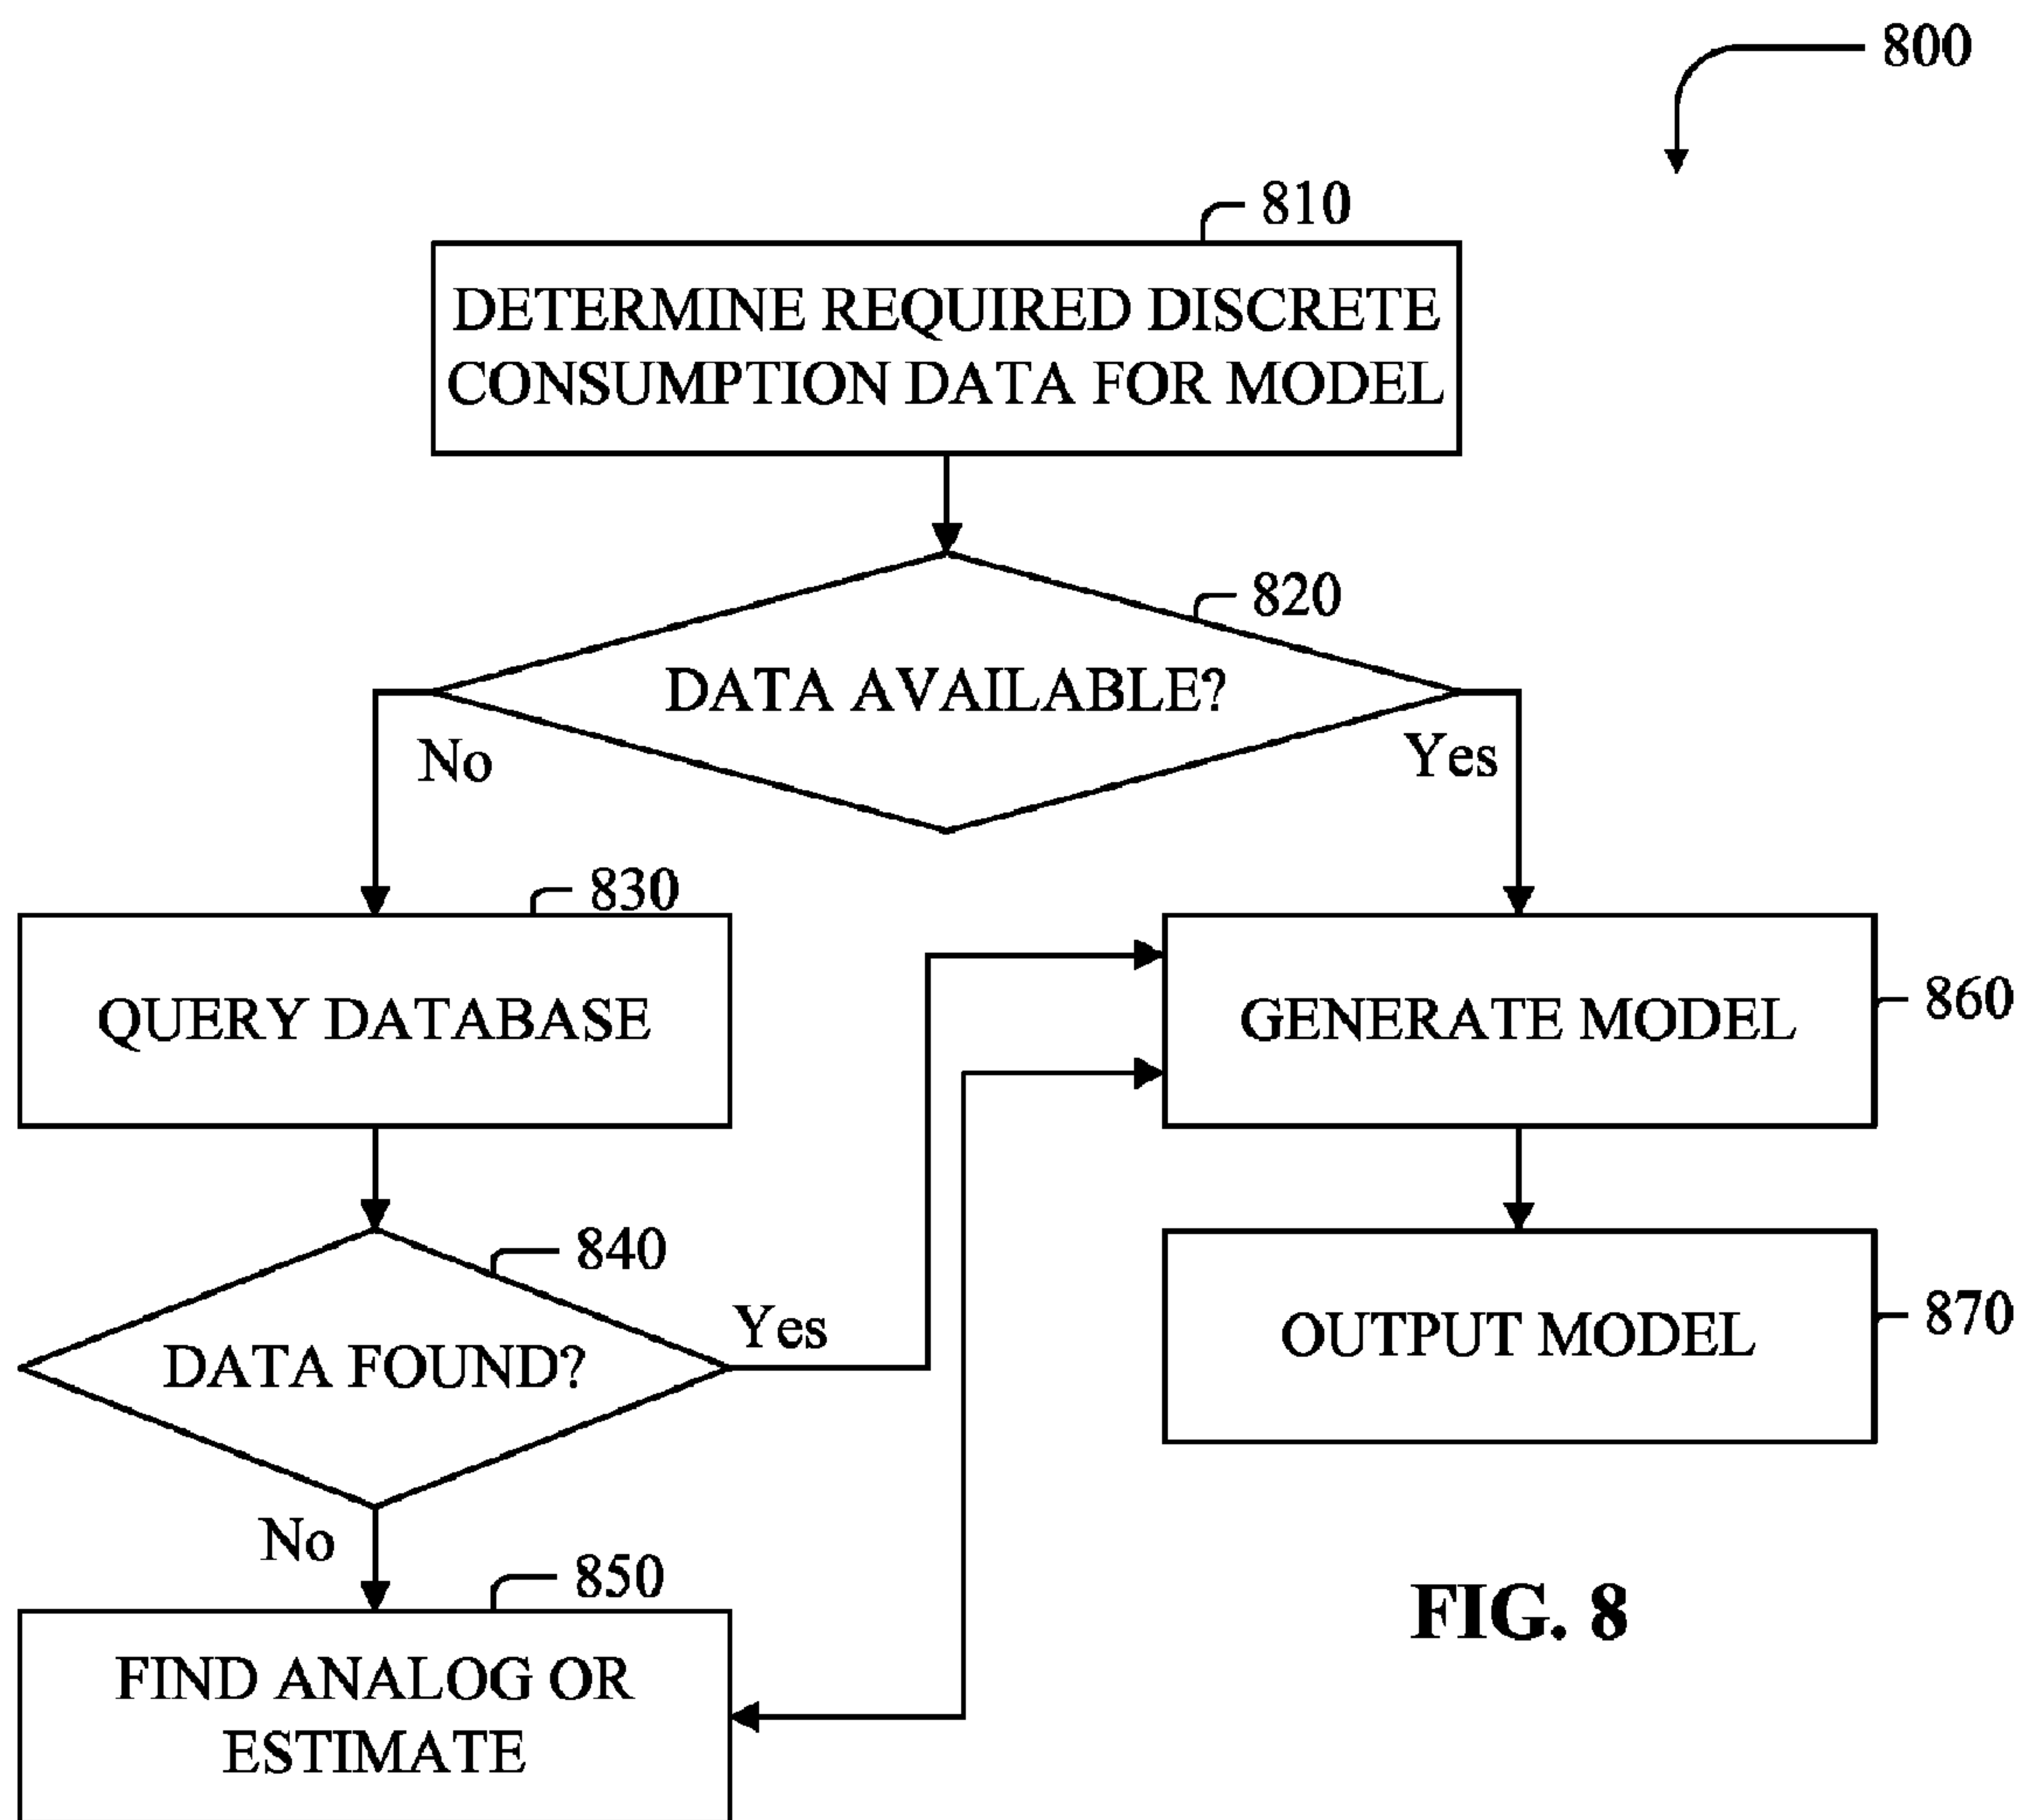 800
810
DETERMINE REQUIRED DISCRETE
CONSUMPTION DATA FOR MODEL
820
DATA AVAILABLE?
No
Yes
830
QUERY DATABASE
GENERATE MODEL
860
840
DATA FOUND?
Yes
OUTPUT MODEL
870
No
850
FIND ANALOG OR
ESTIMATE
FIG. 8